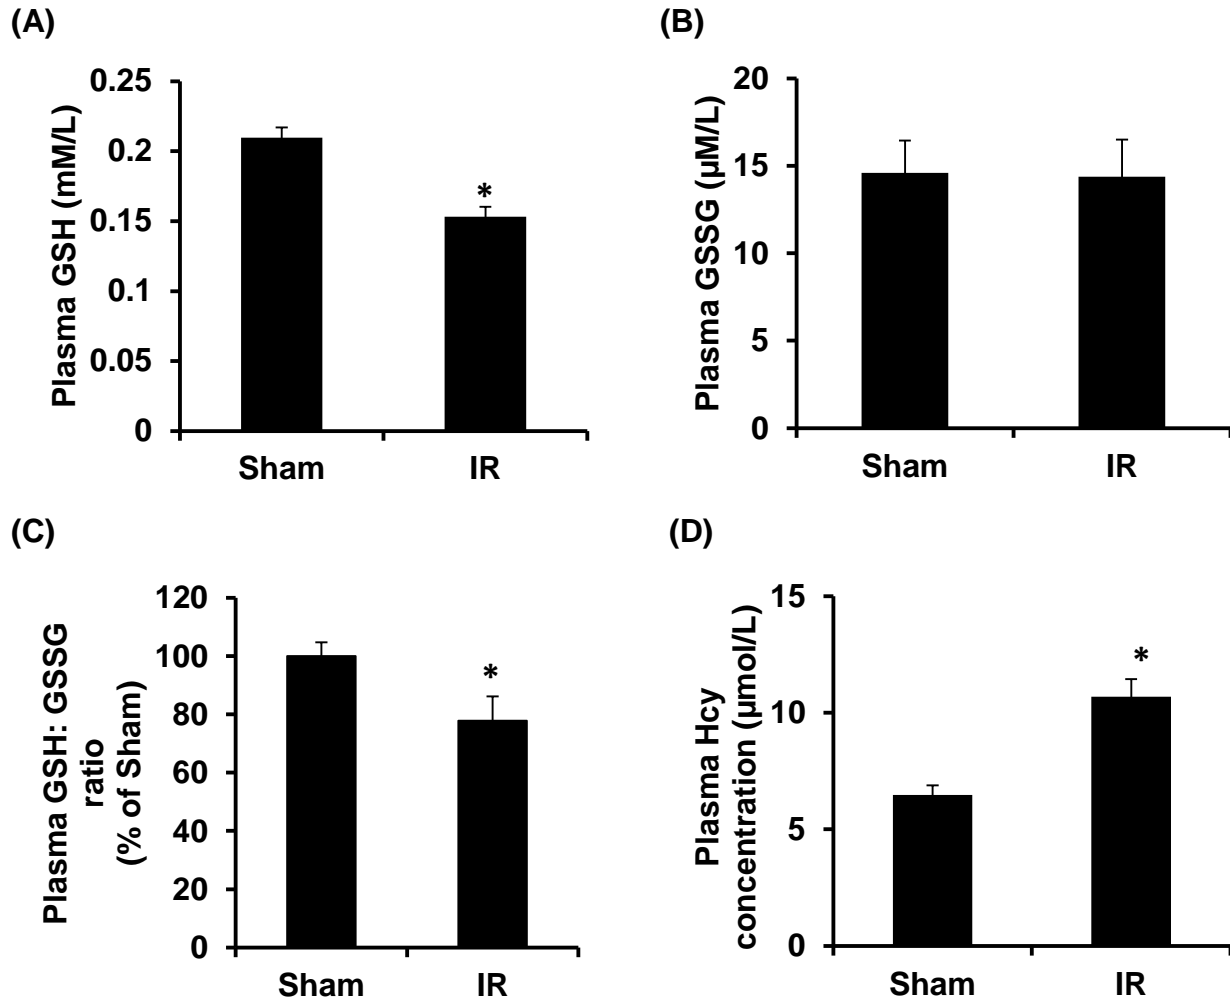 (A)
Plasma GSH (mM/L)
0.25
0.2
0.15
0.1
0.05
0
*
Sham
IR
(B)
Plasma GSSG (µM/L)
20
15
10
5
0
Sham
IR
(C)
Plasma GSH: GSSG
ratio
(% of Sham)
120
100
80
60
40
20
0
*
Sham
IR
(D)
Plasma Hcy
concentration (µmol/L)
15
10
5
0
*
Sham
IR